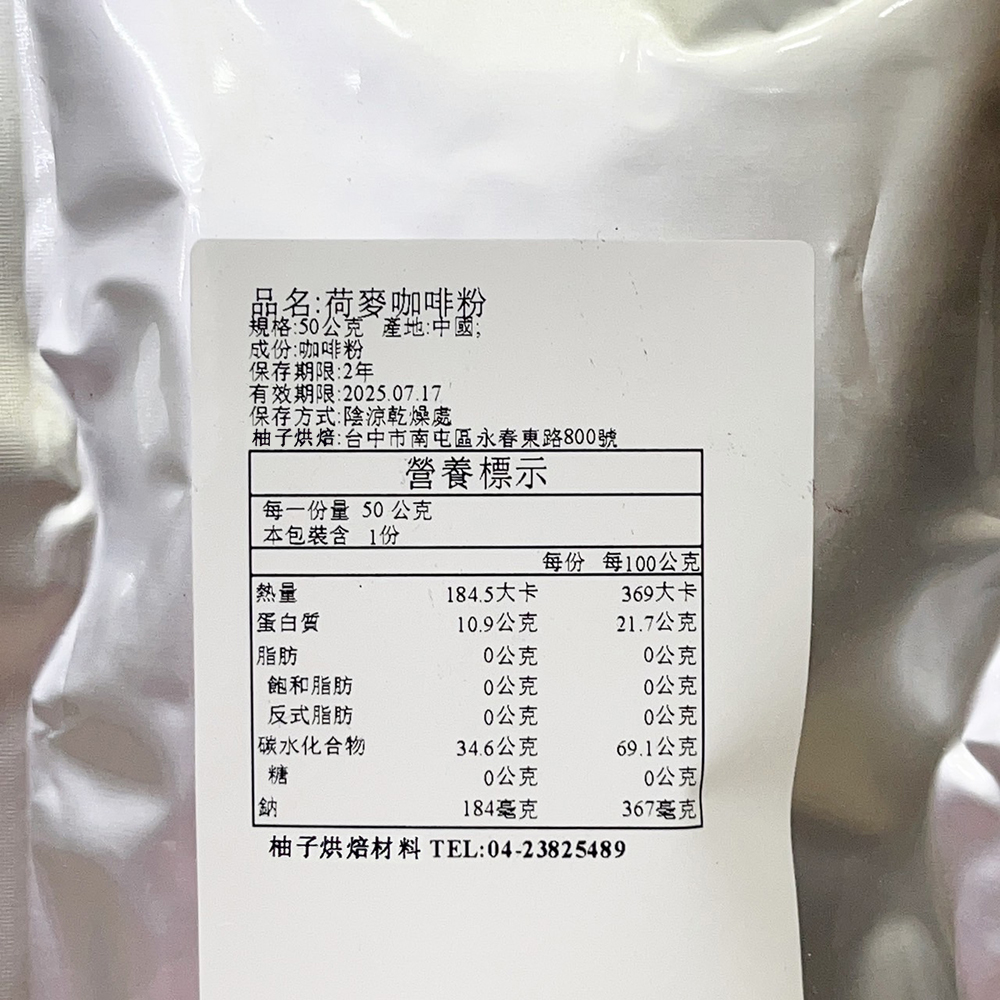 品名:荷麥咖啡粉
規格:50公克 產地:中國;
成份:咖啡粉
保存期限:2年
有效期限:2025.07.17
保存方式:陰涼乾燥處
柚子烘焙:台中市南屯區永春東路800號
營養標示
每一份量 50 公克
本包裝含 1份
每份 每100公克
熱量 184.5大卡 369大卡
蛋白質 10.9公克 21.7公克
脂肪 0公克 0公克
飽和脂肪 0公克 0公克
反式脂肪 0公克 0公克
碳水化合物 34.6公克 69.1公克
糖 0公克 0公克
鈉 184毫克 367毫克
柚子烘焙材料 TEL:04-23825489